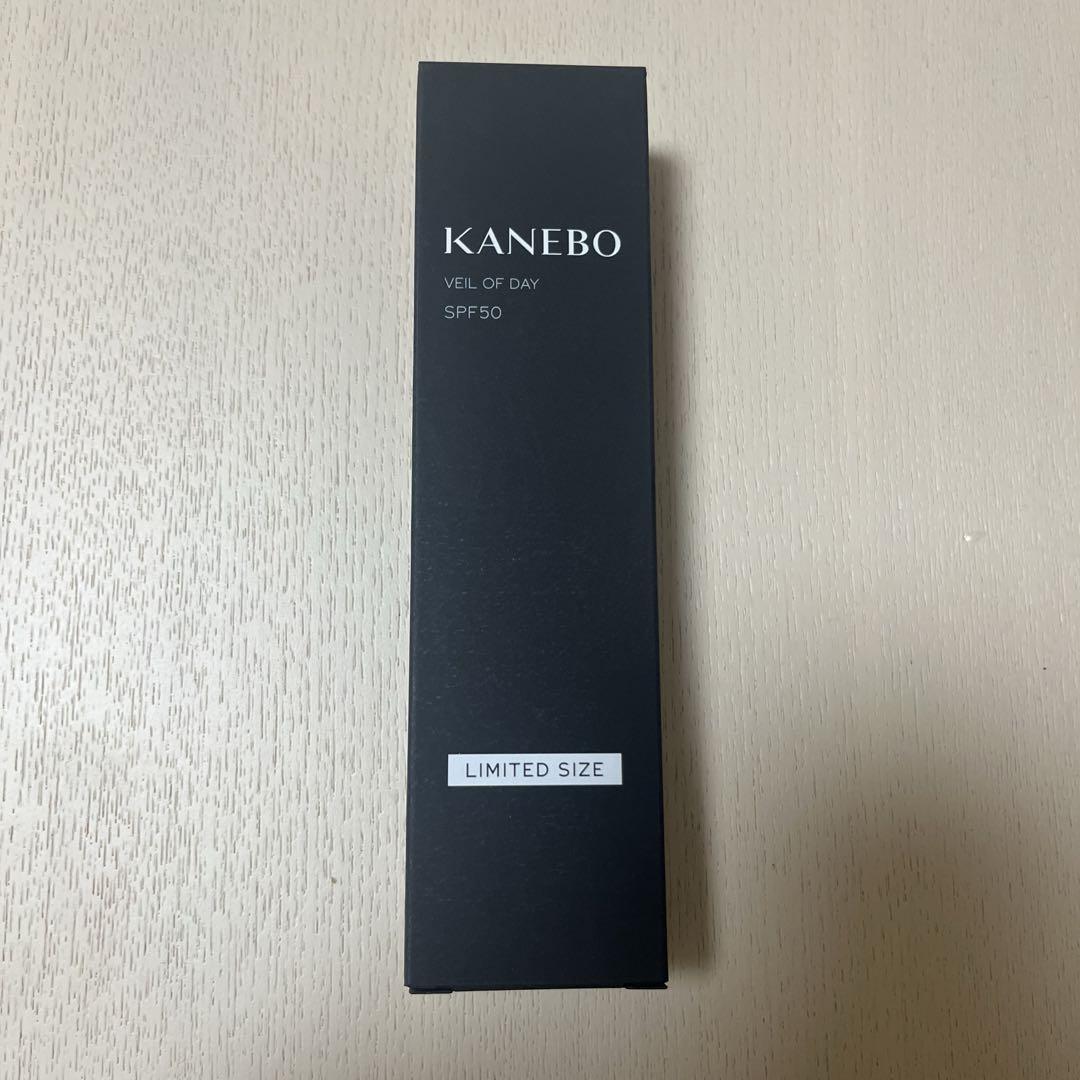 KANEBO
VEIL OF DAY
SPF50
LIMITED SIZE